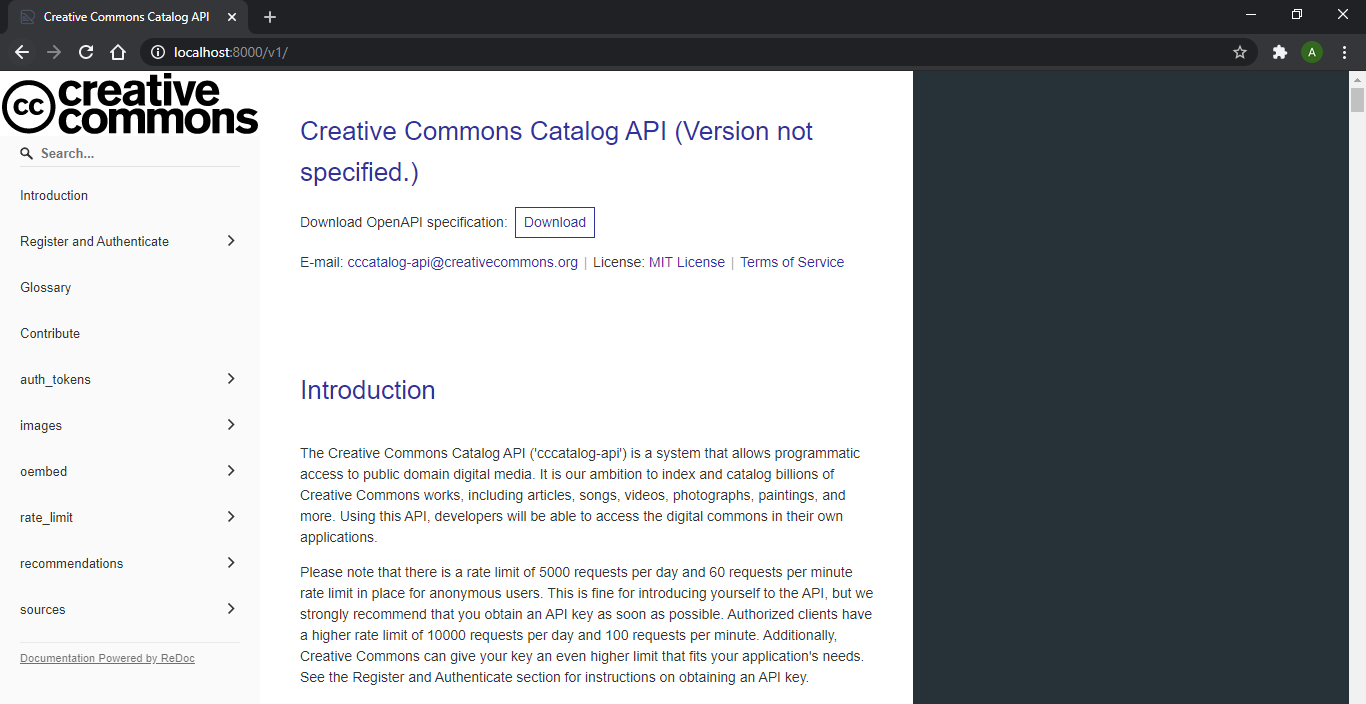 Creative Commons Catalog API
localhost:8000/v1/
A
cc creative
commons
Search...
Introduction
Register and Authenticate
Glossary
Contribute
auth_tokens
images
oembed
rate_limit
recommendations
sources
Documentation Powered by ReDoc
Creative Commons Catalog API (Version not
specified.)
Download OpenAPI specification: Download
E-mail: cccatalog-api@creativecommons.org | License: MIT License | Terms of Service
Introduction
The Creative Commons Catalog API ('cccatalog-api') is a system that allows programmatic
access to public domain digital media. It is our ambition to index and catalog billions of
Creative Commons works, including articles, songs, videos, photographs, paintings, and
more. Using this API, developers will be able to access the digital commons in their own
applications.
Please note that there is a rate limit of 5000 requests per day and 60 requests per minute
rate limit in place for anonymous users. This is fine for introducing yourself to the API, but we
strongly recommend that you obtain an API key as soon as possible. Authorized clients have
a higher rate limit of 10000 requests per day and 100 requests per minute. Additionally,
Creative Commons can give your key an even higher limit that fits your application's needs.
See the Register and Authenticate section for instructions on obtaining an API key.